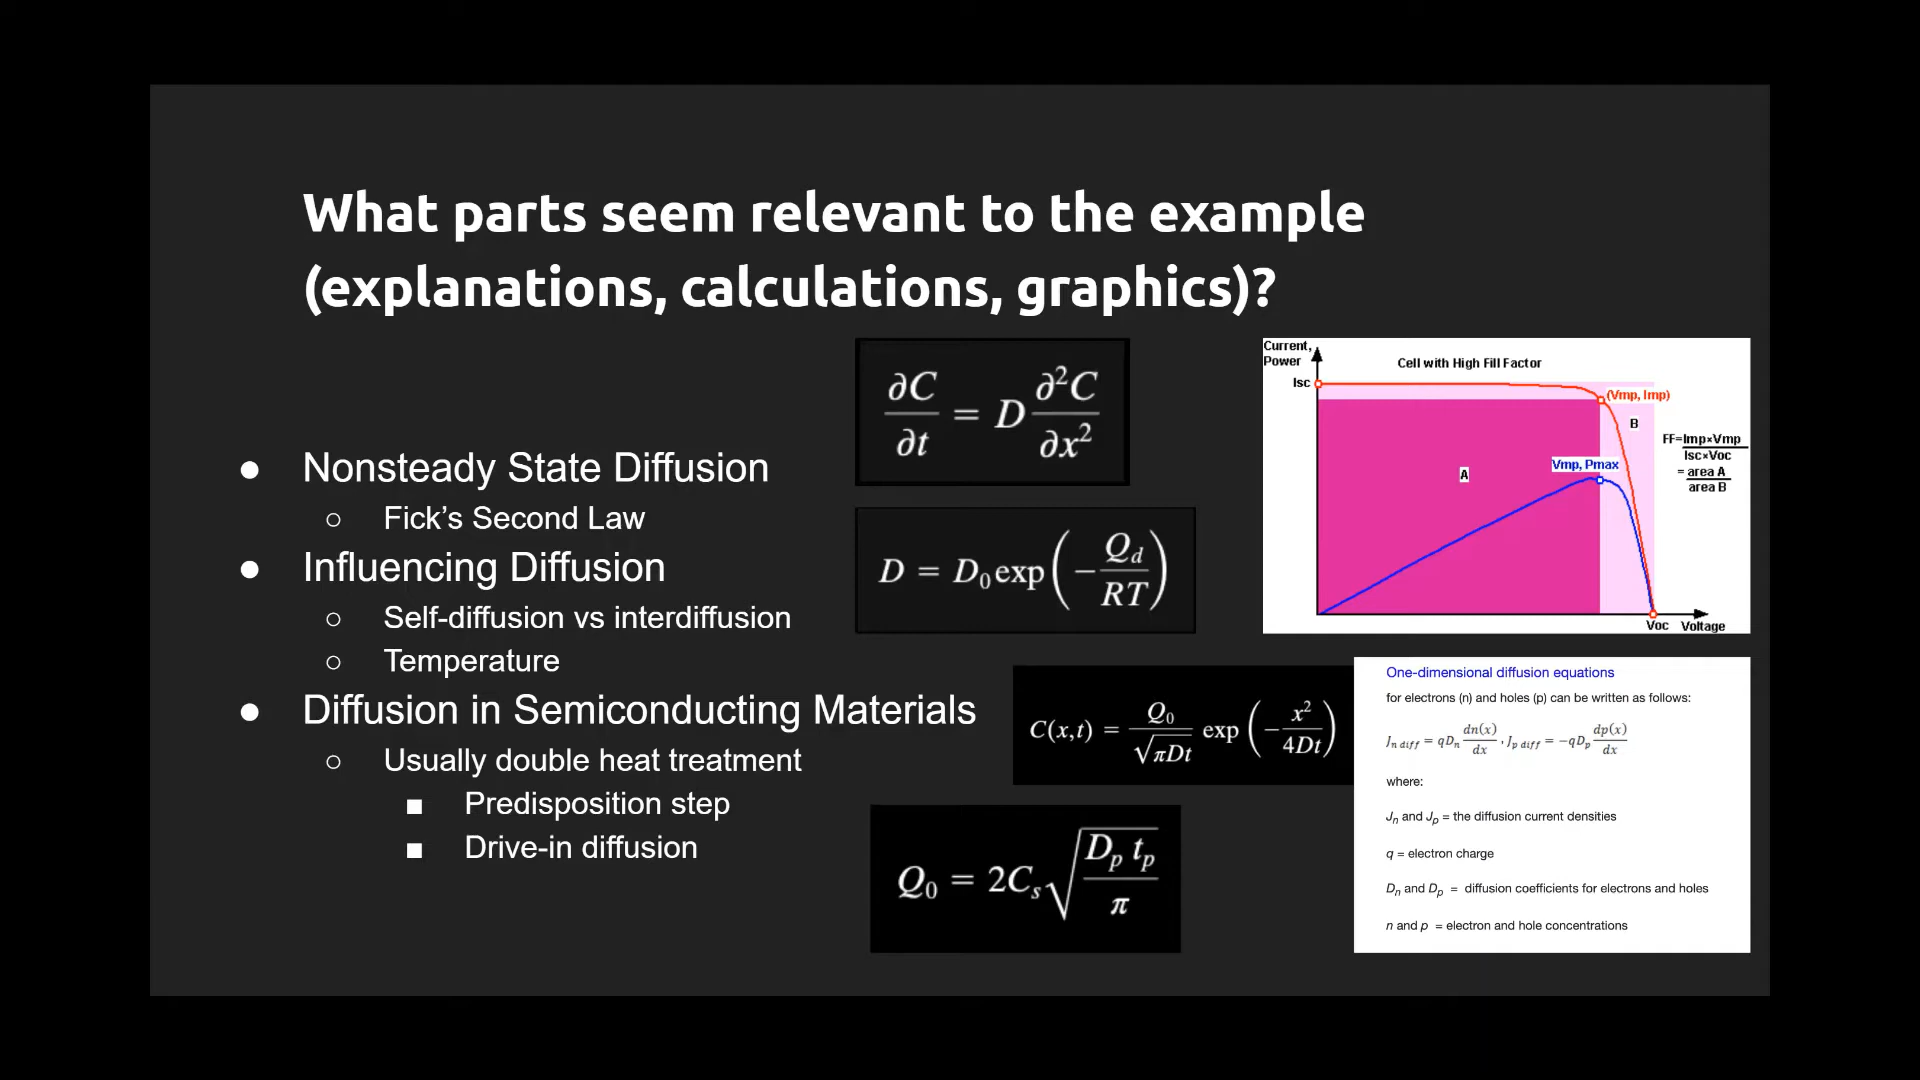 What parts seem relevant to the example
(explanations, calculations, graphics)?
● Nonsteady State Diffusion
○ Fick’s Second Law
● Influencing Diffusion
○ Self-diffusion vs interdiffusion
○ Temperature
● Diffusion in Semiconducting Materials
○ Usually double heat treatment
■ Predisposition step
■ Drive-in diffusion
∂C/∂t = D ∂²C/∂x²
D = D₀ exp(−Q_d/RT)
C(x,t) = Q₀/√(πDt) exp(−x²/4Dt)
Q₀ = 2C_s √(D_p t_p/π)
Current,
Power
Cell with High Fill Factor
Isc
(Vmp, Imp)
B
FF=Imp×Vmp
Isc×Voc
= area A
area B
Vmp, Pmax
A
Voc Voltage
One-dimensional diffusion equations
for electrons (n) and holes (p) can be written as follows:
J_n diff = qD_n dn(x)/dx , J_p diff = −qD_p dp(x)/dx
where:
J_n and J_p = the diffusion current densities
q = electron charge
D_n and D_p = diffusion coefficients for electrons and holes
n and p = electron and hole concentrations